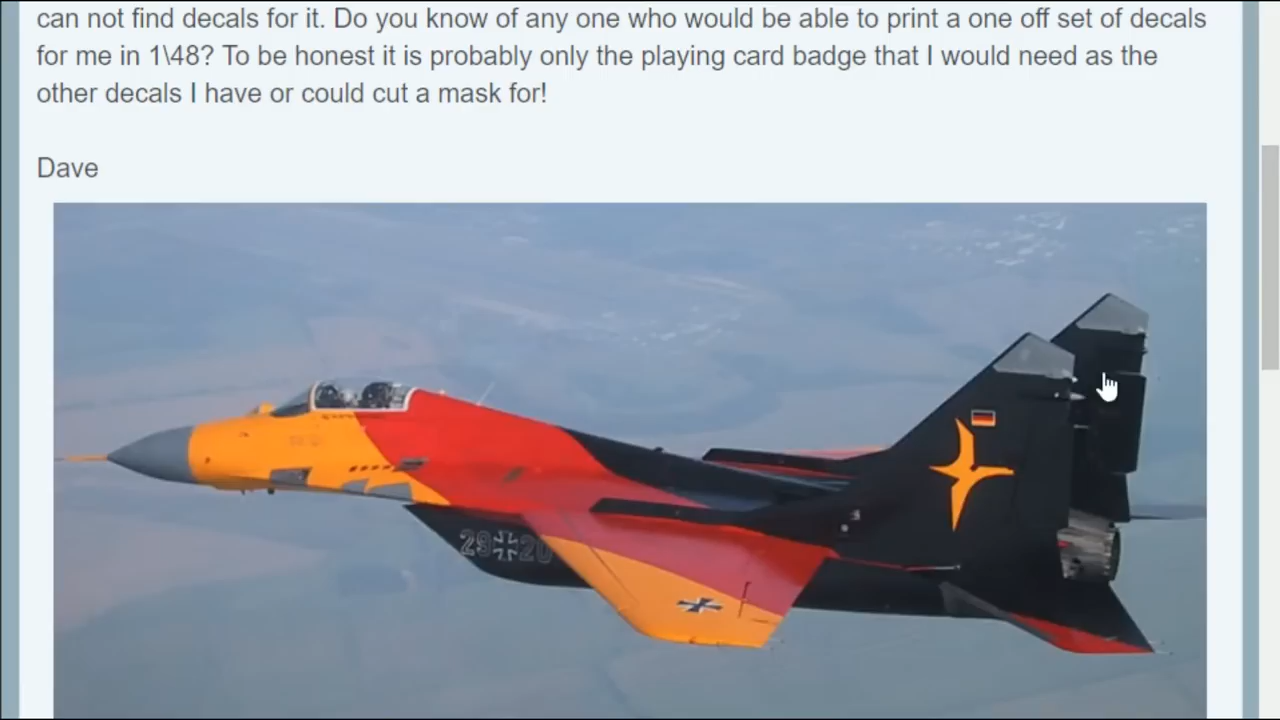 can not find decals for it. Do you know of any one who would be able to print a one off set of decals
for me in 1\48? To be honest it is probably only the playing card badge that I would need as the
other decals I have or could cut a mask for!
Dave
29 20